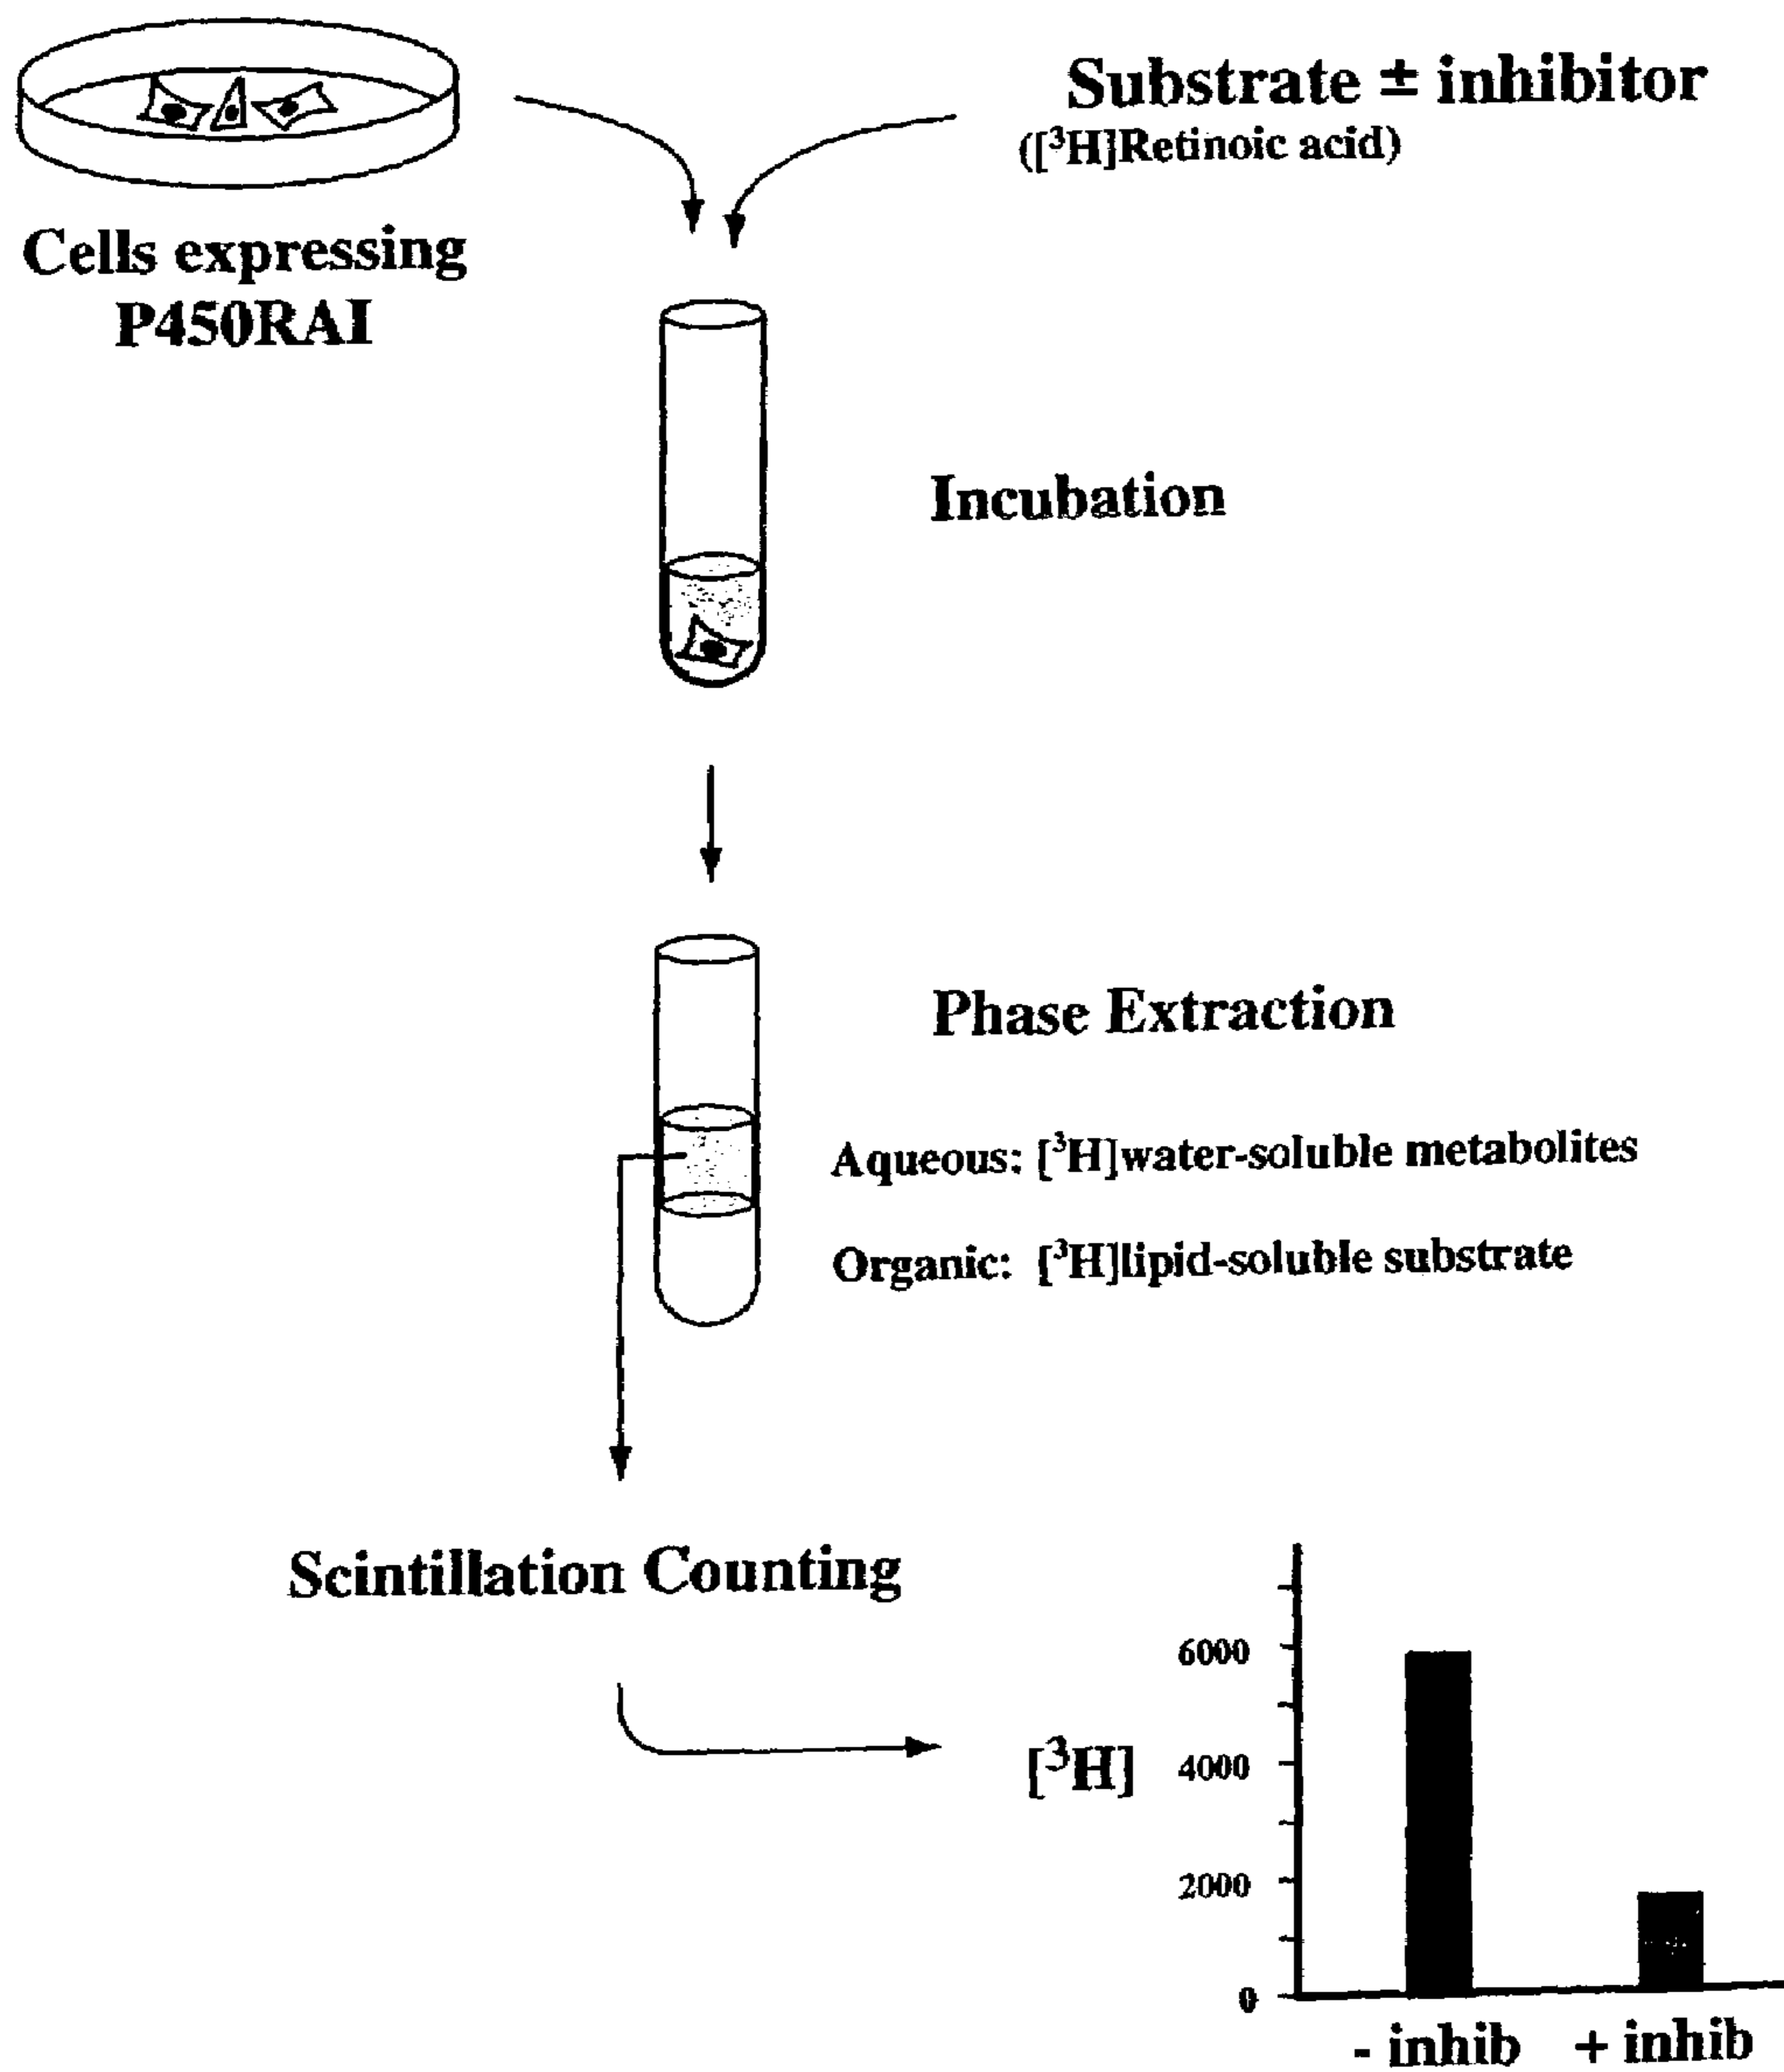 Substrate ± inhibitor
([³H]Retinoic acid)
Cells expressing
P450RAI
Incubation
Phase Extraction
Aqueous: [³H]water-soluble metabolites
Organic: [³H]lipid-soluble substrate
Scintillation Counting
[³H]
6000
4000
2000
0
- inhib + inhib